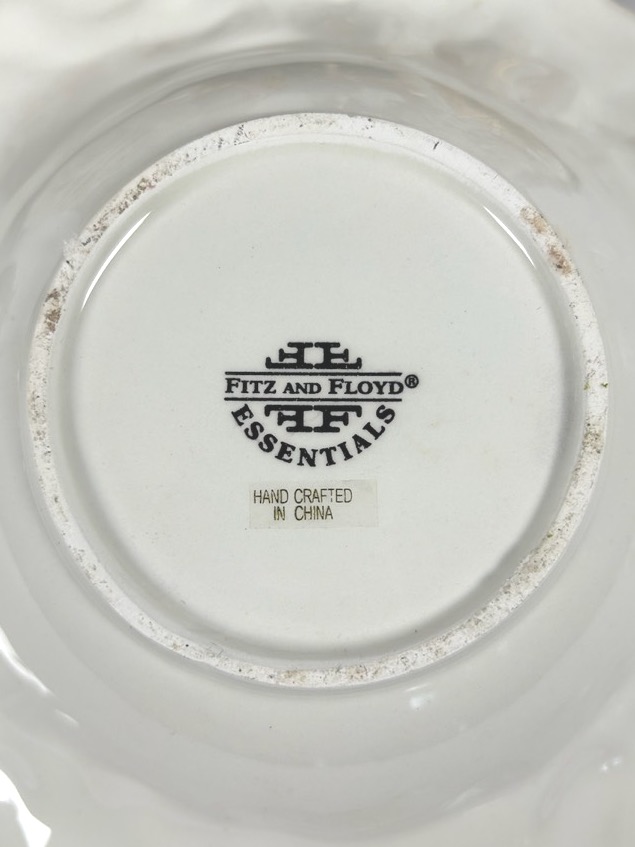 FITZ AND FLOYD®
ESSENTIALS
HAND CRAFTED
IN CHINA